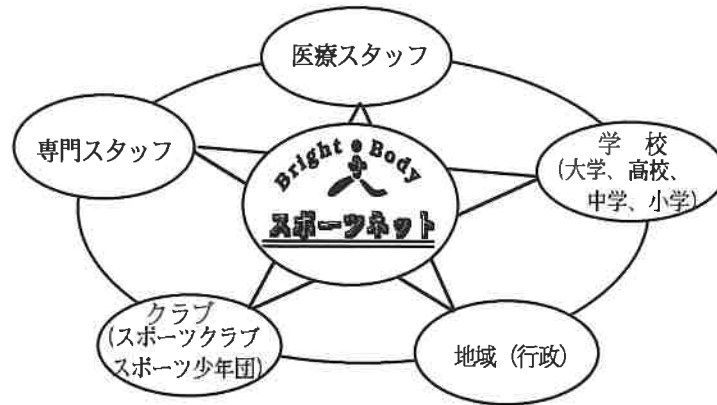 医療スタッフ
専門スタッフ
学　校
(大学、高校、
中学、小学)
Bright Body
スポーツネット
クラブ
(スポーツクラブ
スポーツ少年団)
地域（行政）